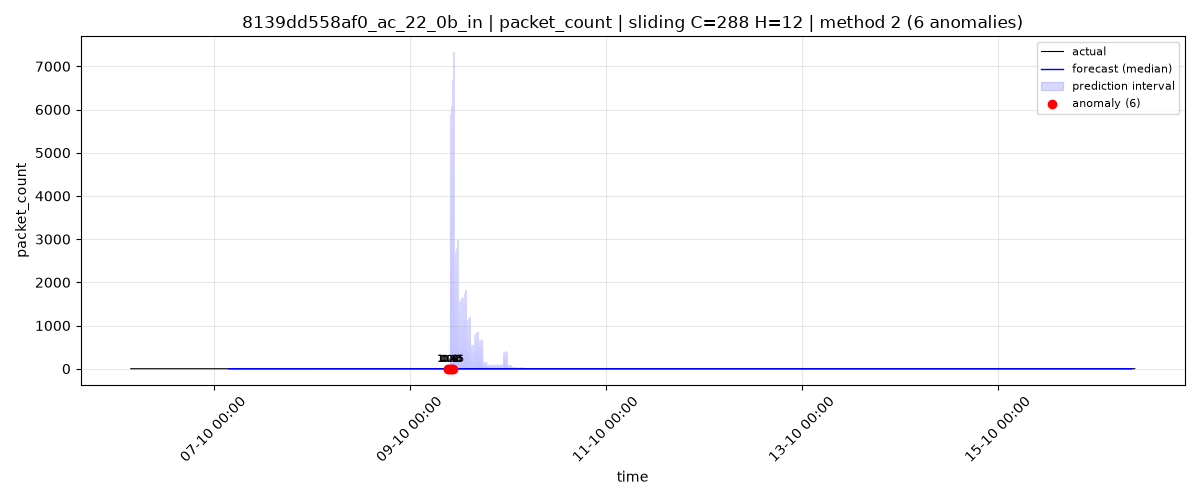 8139dd558af0_ac_22_0b_in | packet_count | sliding C=288 H=12 | method 2 (6 anomalies)
actual
forecast (median)
prediction interval
anomaly (6)
packet_count
7000
6000
5000
4000
3000
2000
1000
0
07-10 00:00
09-10 00:00
11-10 00:00
13-10 00:00
15-10 00:00
time